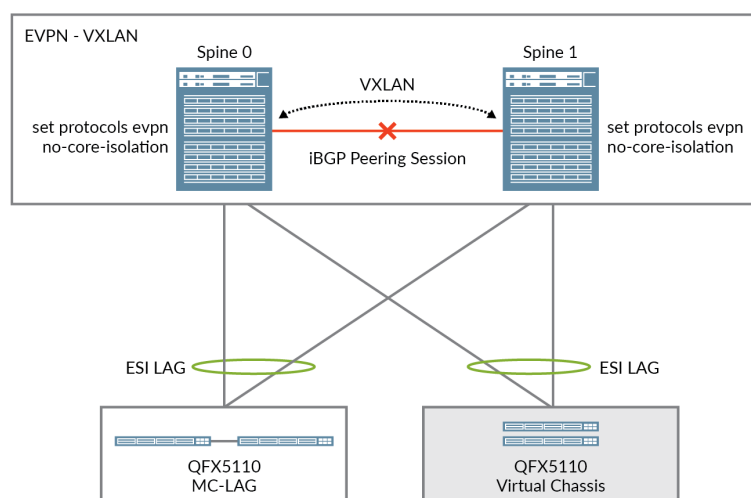 EVPN - VXLAN
Spine 0
Spine 1
VXLAN
set protocols evpn
no-core-isolation
set protocols evpn
no-core-isolation
iBGP Peering Session
ESI LAG
ESI LAG
QFX5110
MC-LAG
QFX5110
Virtual Chassis